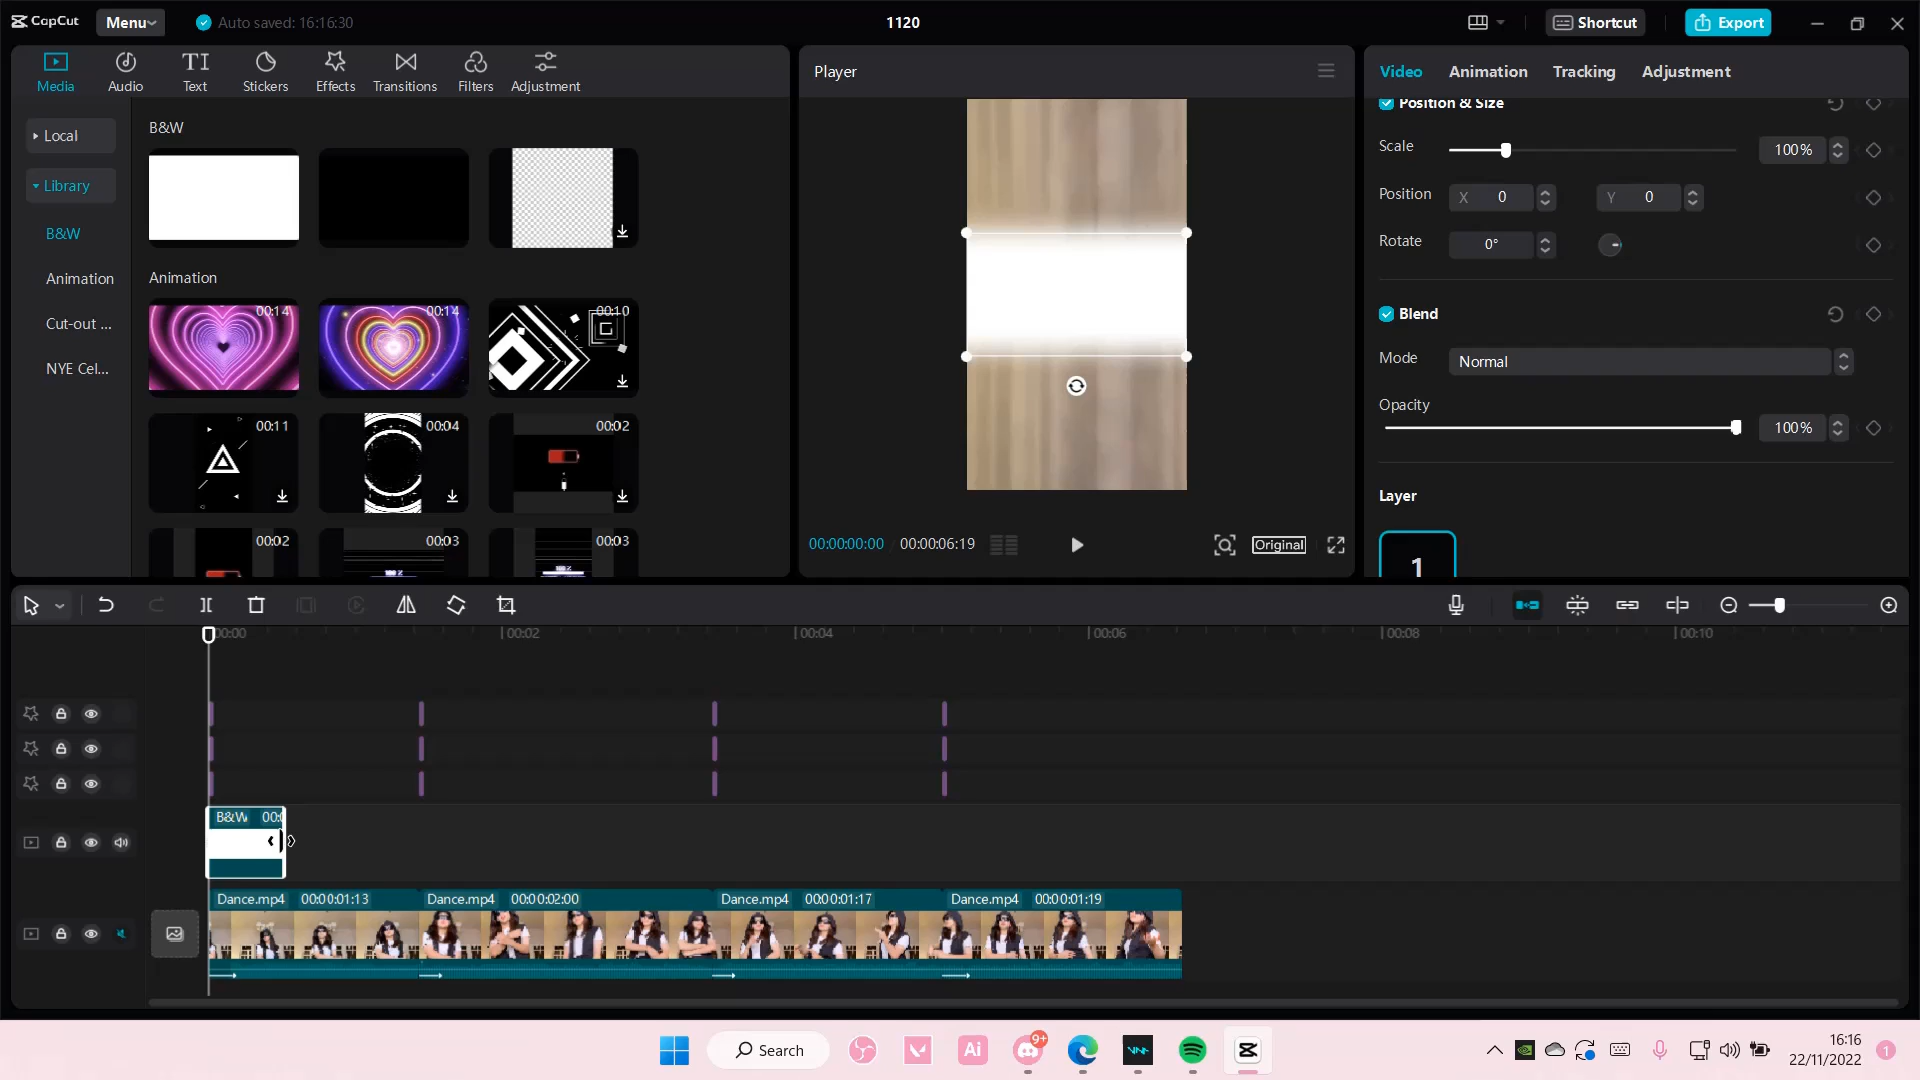 CapCut
Menu
Auto saved: 16:16:30
1120
Shortcut
Export
Media
Audio
Text
Stickers
Effects
Transitions
Filters
Adjustment
Player
Video
Animation
Tracking
Adjustment
Local
Library
B&W
Animation
Cut-out ...
NYE Cel...
B&W
Animation
00:14
00:14
00:10
00:11
00:04
00:02
00:02
00:03
00:03
00:00:00:00
00:00:06:19
Original
Position & Size
Scale
100%
Position
X 0
Y 0
Rotate
0°
Blend
Mode
Normal
Opacity
100%
Layer
1
00:00
00:02
00:04
00:06
00:08
00:10
B&W 00:0
Dance.mp4 00:00:01:13
Dance.mp4 00:00:02:00
Dance.mp4 00:00:01:17
Dance.mp4 00:00:01:19
Search
Ai
9+
16:16
22/11/2022
1